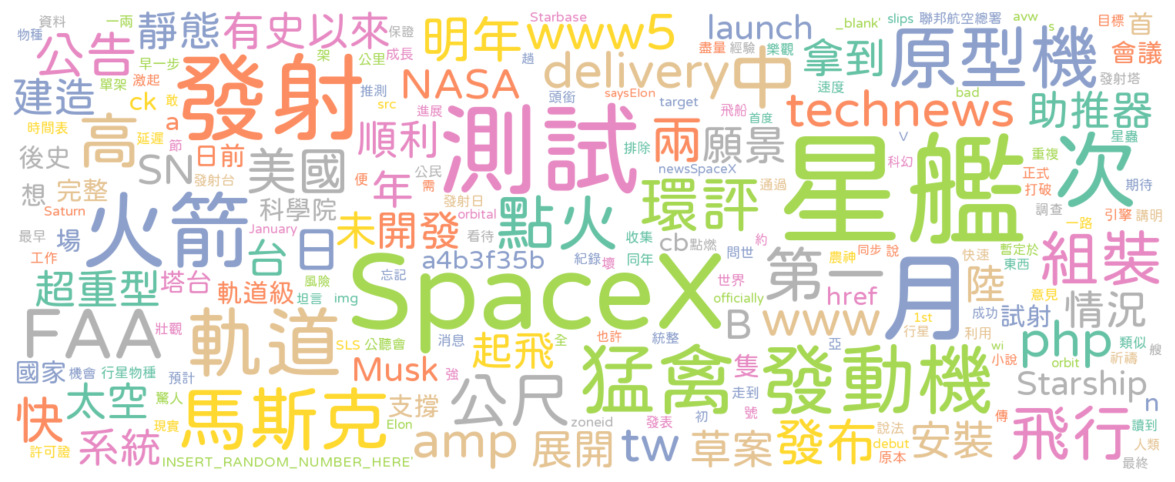 資料 一兩 保證 Starbase 趟 launch _blank' slips 聯邦航空總署 avw s 目標
物種 公告 靜態 有史以來 明年 www5 盡量 經驗 樂觀 拿到 原型機 首 會議
早一步 架 公里 成長
建造 單架 激起 發射 NASA delivery 中 速度 發射塔
ck 敢 推測 src 頭銜 saysElon target 飛船 首度 technews bad 助推器
時間表 延遲 a 進展 測試 V 星蟲
高 節 順利 排除 兩 願景 星艦 科幻 重複 次
後史 日前 SN 美國 公民 newsSpaceX 通過 正式 期待
想 完整 發射台 便 年 需 發射日 環評 打破
Saturn 火箭 科學院 未 開發 orbital 點火 調查 引擎 講明
最早 場 January 看待 收集 cb 點燃 約 農神 同步 說 一路
工作 台 日 a4b3f35b 紀錄 壞 問世 第一 月 快速 暫定於 組裝
超重型 塔台 風險 忘記 SpaceX 同年 世界 href 陸 東西
軌道級 坦言 img officially 意見 情況
FAA 壯觀 軌道 SLS 公聽會 消息 也許 統整 B www 1st 成功 試射
全 起飛 行星 利用 php 類似 艘
國家 機會 行星物種 預計 Musk 強 猛禽 隻 亞 發動機 小說 wi orbit 祈禱
太空 驚人 走到 Starship
快 現實 馬斯克 支撐 公尺 號 傳 n
Elon zoneid 發表 初 說法 讀到
許可證 系統 amp 展開 tw 草案 發布 debut 安裝 飛行 人類
INSERT_RANDOM_NUMBER_HERE' 原本 最終